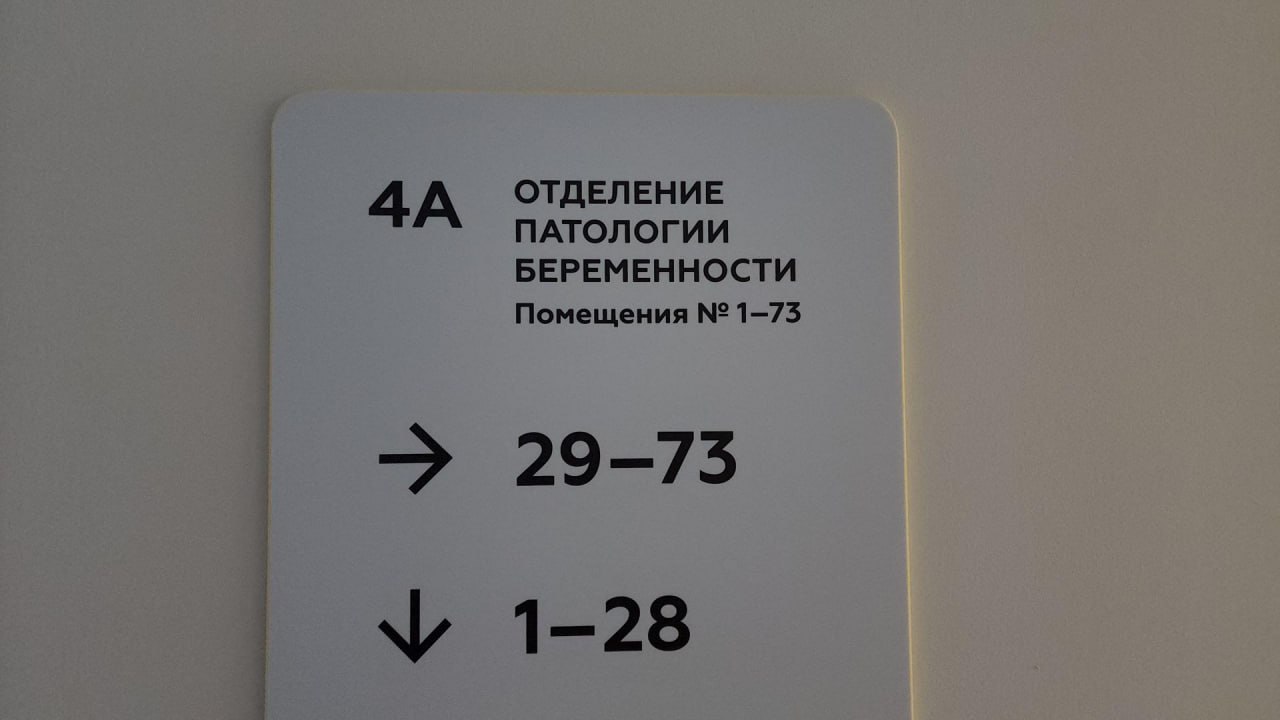 4А ОТДЕЛЕНИЕ
ПАТОЛОГИИ
БЕРЕМЕННОСТИ
Помещения № 1–73
→ 29–73
↓ 1–28